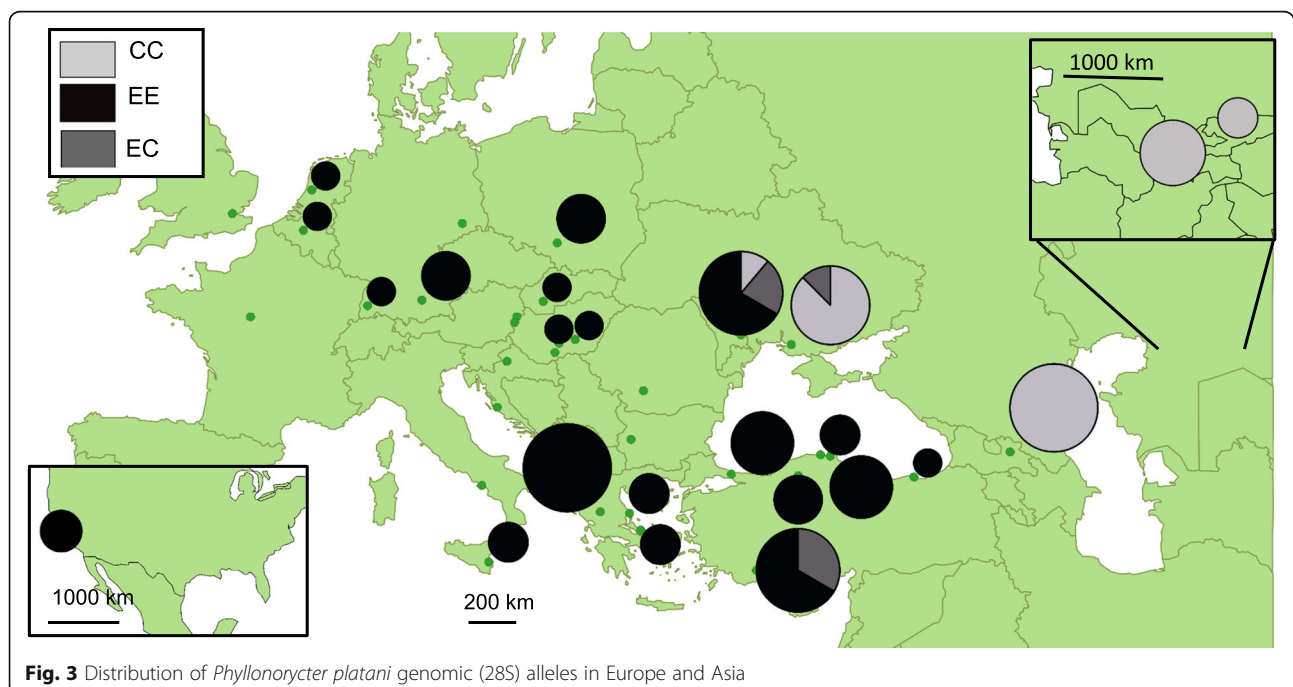 CC
EE
EC
1000 km
1000 km
200 km
Fig. 3 Distribution of Phyllonorycter platani genomic (28S) alleles in Europe and Asia